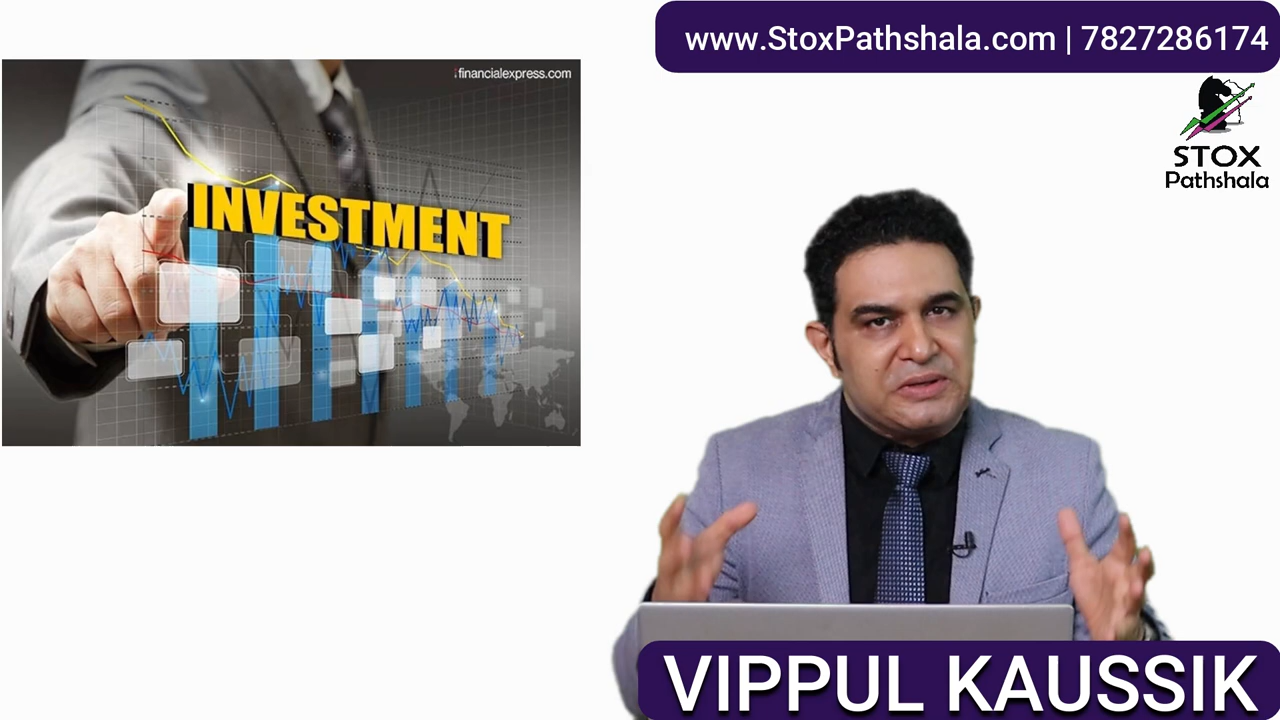 www.StoxPathshala.com | 7827286174
financialexpress.com
STOX
Pathshala
INVESTMENT
VIPPUL KAUSSIK